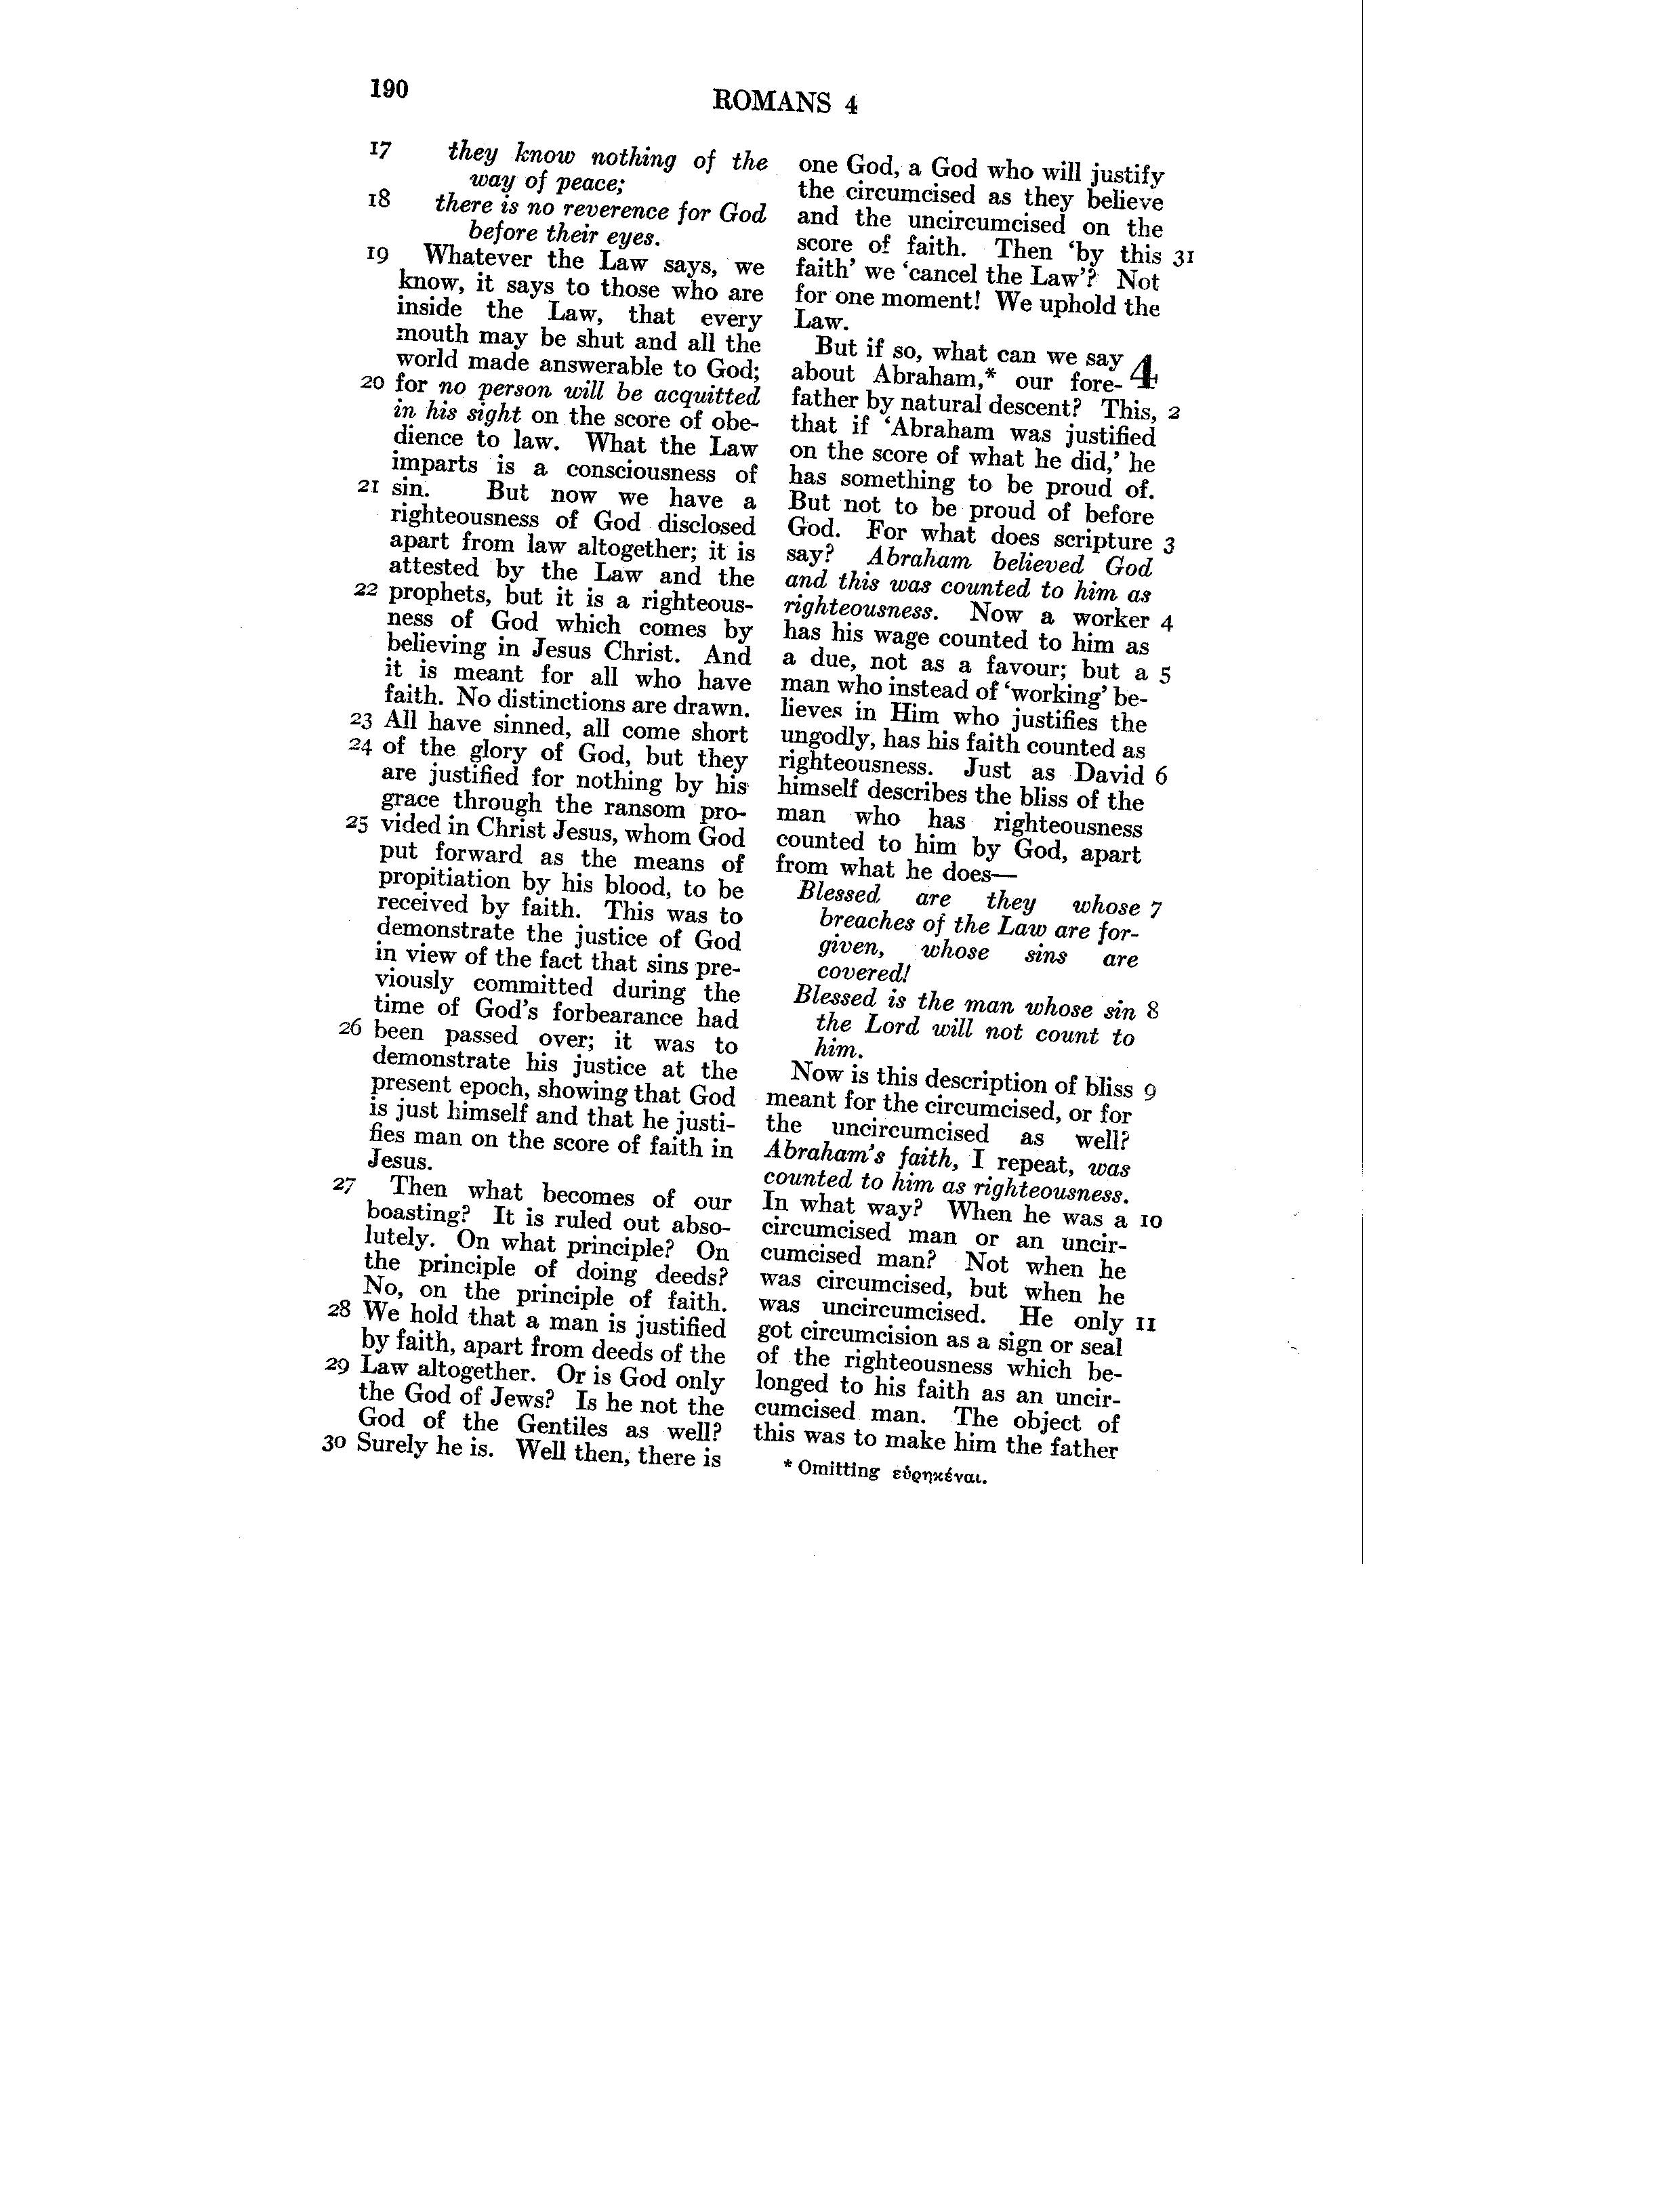 190
ROMANS 4
17 they know nothing of the
way of peace;
18 there is no reverence for God
before their eyes.
19 Whatever the Law says, we
know, it says to those who are
inside the Law, that every
mouth may be shut and all the
world made answerable to God;
20 for no person will be acquitted
in his sight on the score of obe-
dience to law. What the Law
imparts is a consciousness of
21 sin. But now we have a
righteousness of God disclosed
apart from law altogether; it is
attested by the Law and the
22 prophets, but it is a righteous-
ness of God which comes by
believing in Jesus Christ. And
it is meant for all who have
faith. No distinctions are drawn.
23 All have sinned, all come short
24 of the glory of God, but they
are justified for nothing by his
grace through the ransom pro-
25 vided in Christ Jesus, whom God
put forward as the means of
propitiation by his blood, to be
received by faith. This was to
demonstrate the justice of God
in view of the fact that sins pre-
viously committed during the
time of God's forbearance had
26 been passed over; it was to
demonstrate his justice at the
present epoch, showing that God
is just himself and that he justi-
fies man on the score of faith in
Jesus.
27 Then what becomes of our
boasting? It is ruled out abso-
lutely. On what principle? On
the principle of doing deeds?
No, on the principle of faith.
28 We hold that a man is justified
by faith, apart from deeds of the
29 Law altogether. Or is God only
the God of Jews? Is he not the
God of the Gentiles as well?
30 Surely he is. Well then, there is
one God, a God who will justify
the circumcised as they believe
and the uncircumcised on the
score of faith. Then 'by this 31
faith' we 'cancel the Law'? Not
for one moment! We uphold the
Law.
But if so, what can we say 4
about Abraham,* our fore-
father by natural descent? This, 2
that if 'Abraham was justified
on the score of what he did,' he
has something to be proud of.
But not to be proud of before
God. For what does scripture 3
say? Abraham believed God
and this was counted to him as
righteousness. Now a worker 4
has his wage counted to him as
a due, not as a favour; but a 5
man who instead of 'working' be-
lieves in Him who justifies the
ungodly, has his faith counted as
righteousness. Just as David 6
himself describes the bliss of the
man who has righteousness
counted to him by God, apart
from what he does—
Blessed are they whose 7
breaches of the Law are for-
given, whose sins are
covered!
Blessed is the man whose sin 8
the Lord will not count to
him.
Now is this description of bliss 9
meant for the circumcised, or for
the uncircumcised as well?
Abraham's faith, I repeat, was
counted to him as righteousness.
In what way? When he was a 10
circumcised man or an uncir-
cumcised man? Not when he
was circumcised, but when he
was uncircumcised. He only 11
got circumcision as a sign or seal
of the righteousness which be-
longed to his faith as an uncir-
cumcised man. The object of
this was to make him the father
* Omitting εὑρηκέναι.